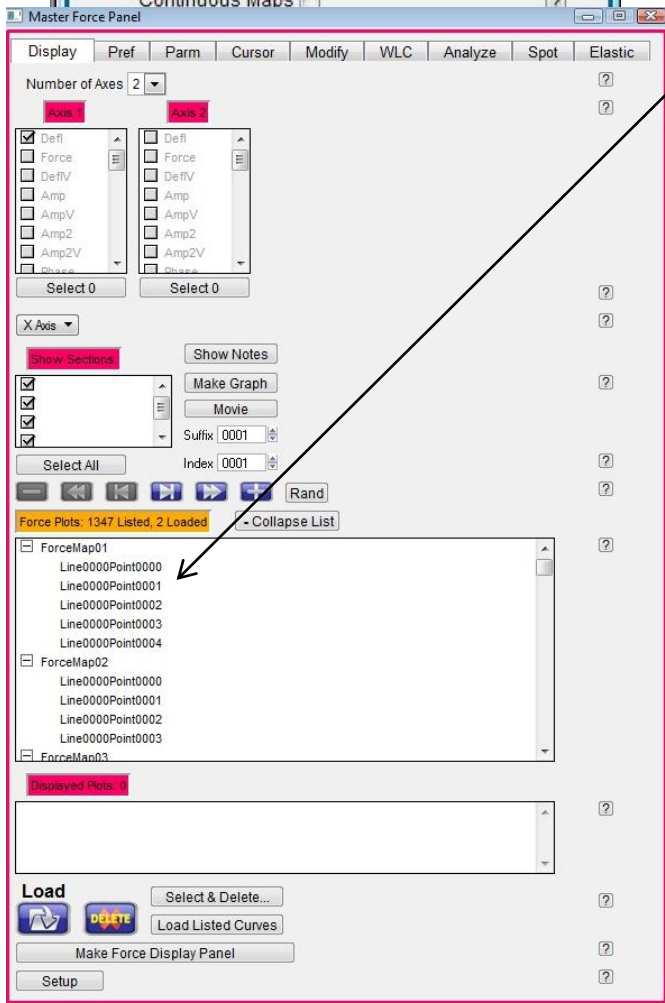 Continuous Maps
Master Force Panel
Display Pref Parm Cursor Modify WLC Analyze Spot Elastic
Number of Axes 2 ?
Axis 1 Axis 2 ?
Defl Defl
Force Force
DeflV DeflV
Amp Amp
AmpV AmpV
Amp2 Amp2
Amp2V Amp2V
Phase Phase
Select 0 Select 0 ?
X Axis ?
Show Sections: Show Notes
Make Graph ?
Movie
Suffix 0001
Select All Index 0001 ?
Rand ?
Force Plots: 1347 Listed, 2 Loaded - Collapse List
ForceMap01 ?
Line0000Point0000
Line0000Point0001
Line0000Point0002
Line0000Point0003
Line0000Point0004
ForceMap02
Line0000Point0000
Line0000Point0001
Line0000Point0002
Line0000Point0003
ForceMap03
Displayed Plots: 0
?
Load
DELETE Select & Delete... ?
Load Listed Curves
Make Force Display Panel ?
Setup ?